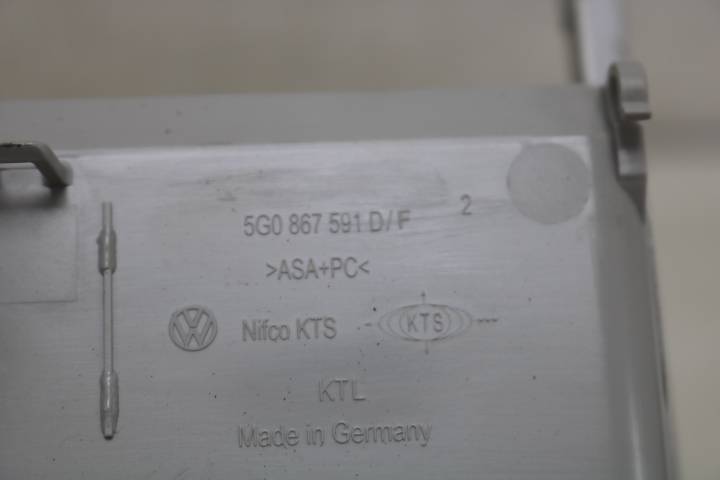 5G0 867 591 D/F
2
>ASA+PC<
Nifco KTS
KTS
KTL
Made in Germany